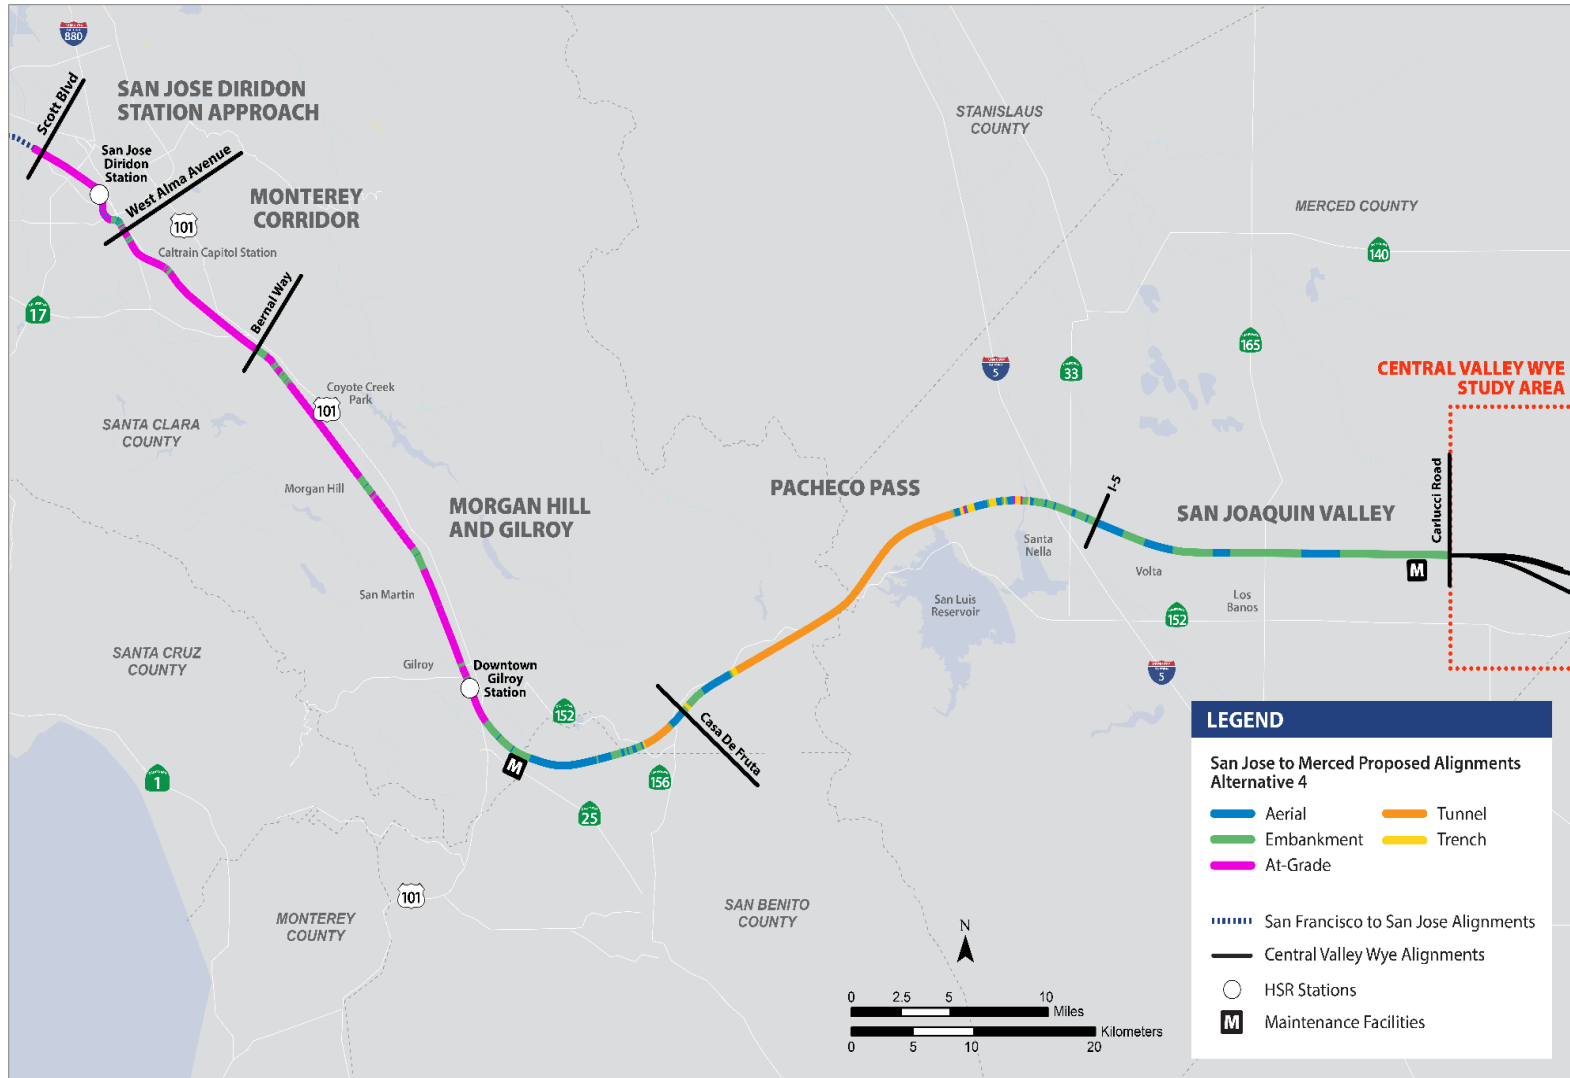 880
SAN JOSE DIRIDON
STATION APPROACH
Scott Blvd
San Jose
Diridon
Station
West Alma Avenue
MONTEREY
CORRIDOR
101
Caltrain Capitol Station
17
Bernal Way
Coyote Creek
Park
101
SANTA CLARA
COUNTY
Morgan Hill
MORGAN HILL
AND GILROY
San Martin
SANTA CRUZ
COUNTY
Gilroy
Downtown
Gilroy
Station
152
M
Casa De Fruta
156
25
1
101
MONTEREY
COUNTY
SAN BENITO
COUNTY
STANISLAUS
COUNTY
MERCED COUNTY
140
165
5
33
CENTRAL VALLEY WYE
STUDY AREA
PACHECO PASS
I-5
SAN JOAQUIN VALLEY
Carlucci Road
Santa
Nella
Volta
M
San Luis
Reservoir
Los
Banos
152
5
N
0 2.5 5 10
Miles
Kilometers
0 5 10 20
LEGEND
San Jose to Merced Proposed Alignments
Alternative 4
Aerial
Tunnel
Embankment
Trench
At-Grade
San Francisco to San Jose Alignments
Central Valley Wye Alignments
HSR Stations
M
Maintenance Facilities